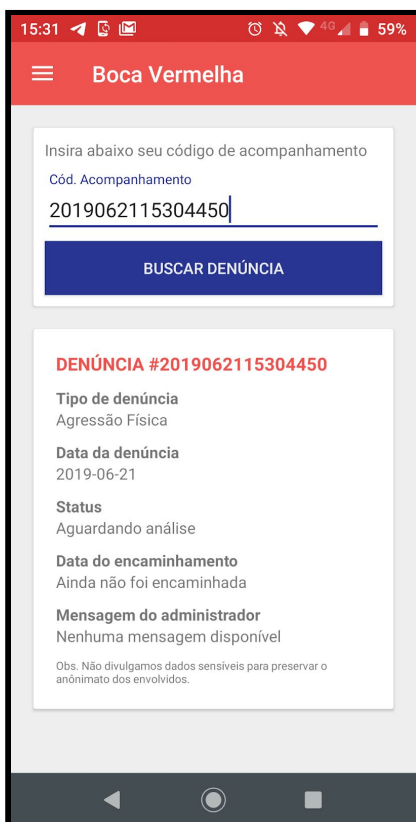 15:31 4G 59%
Boca Vermelha
Insira abaixo seu código de acompanhamento
Cód. Acompanhamento
2019062115304450
BUSCAR DENÚNCIA
DENÚNCIA #2019062115304450
Tipo de denúncia
Agressão Física
Data da denúncia
2019-06-21
Status
Aguardando análise
Data do encaminhamento
Ainda não foi encaminhada
Mensagem do administrador
Nenhuma mensagem disponível
Obs. Não divulgamos dados sensíveis para preservar o
anônimato dos envolvidos.